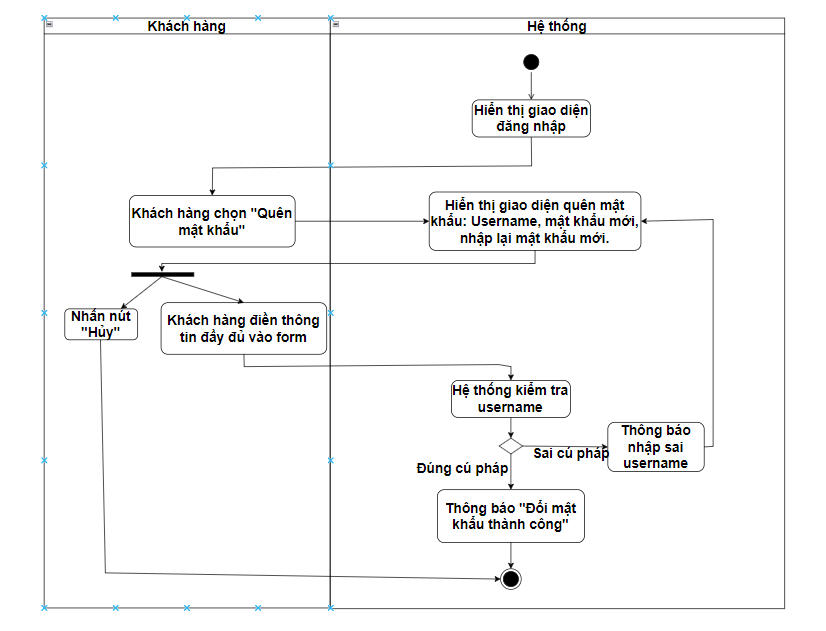 Khách hàng
Hệ thống
Hiển thị giao diện
đăng nhập
Khách hàng chọn "Quên
mật khẩu"
Hiển thị giao diện quên mật
khẩu: Username, mật khẩu mới,
nhập lại mật khẩu mới.
Nhấn nút
"Hủy"
Khách hàng điền thông
tin đầy đủ vào form
Hệ thống kiểm tra
username
Sai cú pháp
Thông báo
nhập sai
username
Đúng cú pháp
Thông báo "Đổi mật
khẩu thành công"